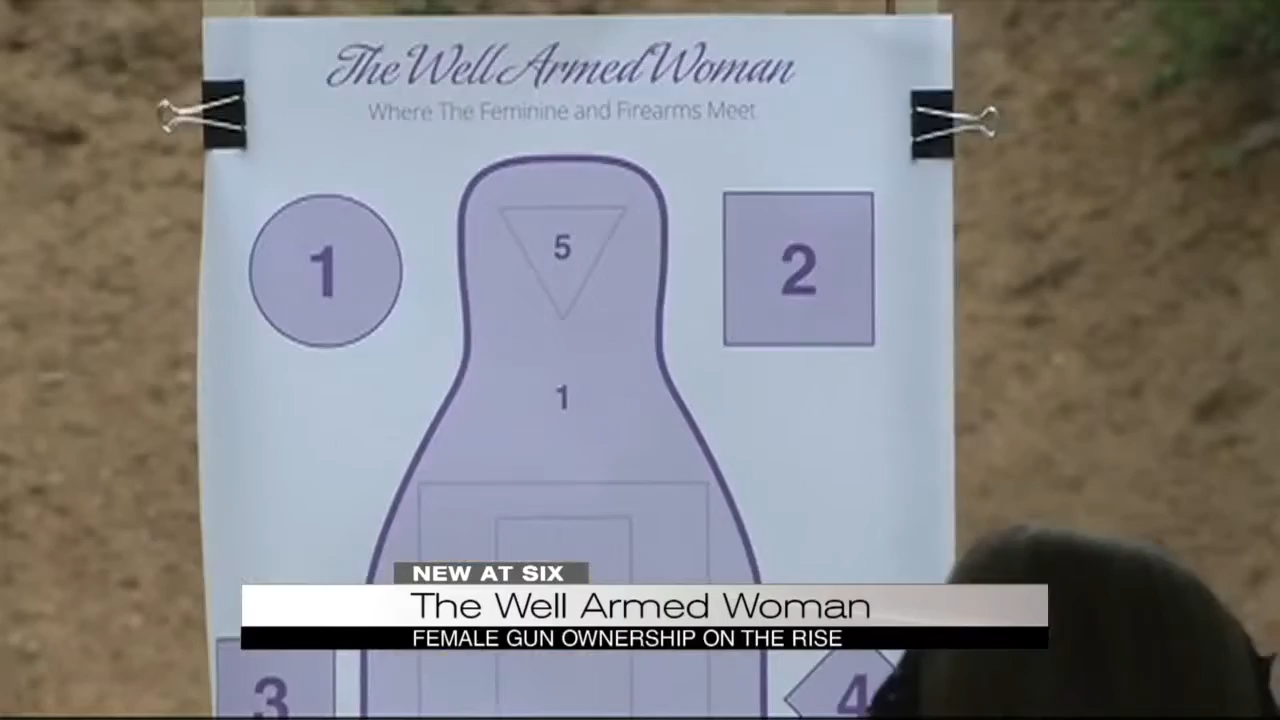 The Well Armed Woman
Where The Feminine and Firearms Meet
5
1
2
1
NEW AT SIX
The Well Armed Woman
FEMALE GUN OWNERSHIP ON THE RISE
3
4